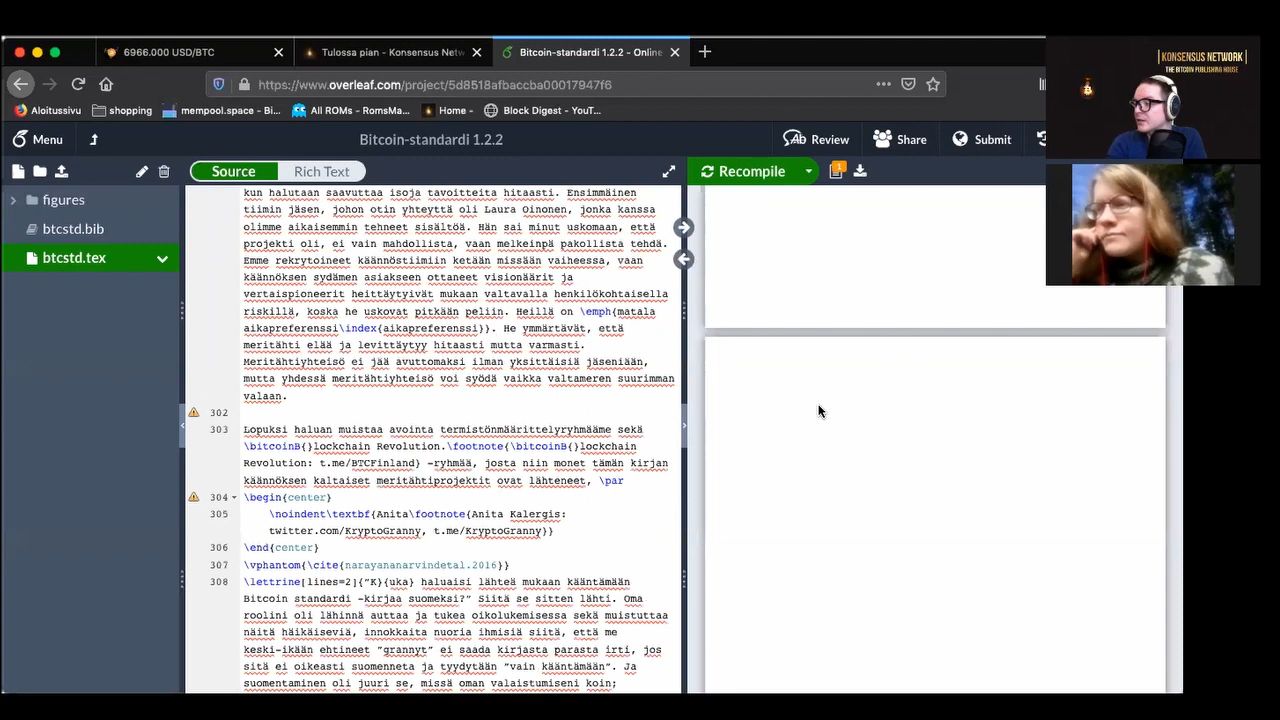 6966.000 USD/BTC
Tulossa pian - Konsensus Netw
Bitcoin-standardi 1.2.2 - Online
https://www.overleaf.com/project/5d8518afbaccba00017947f6
Aloitussivu
shopping
mempool.space - Bi...
All ROMs - RomsMa...
Home -
Block Digest - YouT...
KONSENSUS NETWORK
THE BITCOIN PUBLISHING HOUSE
Menu
Bitcoin-standardi 1.2.2
Review
Share
Submit
Source
Rich Text
Recompile
1
figures
btcstd.bib
btcstd.tex
kun halutaan saavuttaa isoja tavoitteita hitaasti. Ensimmäinen
tiimin jäsen, johon otin yhteyttä oli Laura Oinonen, jonka kanssa
olimme aikaisemmin tehneet sisältöä. Hän sai minut uskomaan, että
projekti oli, ei vain mahdollista, vaan melkeinpä pakollista tehdä.
Emme rekrytoineet käännöstiimiin ketään missään vaiheessa, vaan
käännöksen sydämen asiakseen ottaneet visionäärit ja
vertaispioneerit heittäytyivät mukaan valtavalla henkilökohtaisella
riskillä, koska he uskovat pitkään peliin. Heillä on \emph{matala
aikapreferenssi\index{aikapreferenssi}}. He ymmärtävät, että
meritähti elää ja levittäytyy hitaasti mutta varmasti.
Meritähtiyhteisö ei jää avuttomaksi ilman yksittäisiä jäseniään,
mutta yhdessä meritähtiyhteisö voi syödä vaikka valtameren suurimman
valaan.
302
303 Lopuksi haluan muistaa avointa termistönmäärittelyryhmäämme sekä
\bitcoinB{}lockchain Revolution.\footnote{\bitcoinB{}lockchain
Revolution: t.me/BTCFinland} -ryhmää, josta niin monet tämän kirjan
käännöksen kaltaiset meritähtiprojektit ovat lähteneet, \par
304 \begin{center}
305 \noindent\textbf{Anita\footnote{Anita Kalergis:
twitter.com/KryptoGranny, t.me/KryptoGranny}}
306 \end{center}
307 \vphantom{\cite{narayananarvindetal.2016}}
308 \lettrine[lines=2]{”K}{uka} haluaisi lähteä mukaan kääntämään
Bitcoin standardi -kirjaa suomeksi?” Siitä se sitten lähti. Oma
roolini oli lähinnä auttaa ja tukea oikolukemisessa sekä muistuttaa
näitä häikäiseviä, innokkaita nuoria ihmisiä siitä, että me
keski-ikään ehtineet ”grannyt” ei saada kirjasta parasta irti, jos
sitä ei oikeasti suomenneta ja tyydytään ”vain kääntämään”. Ja
suomentaminen oli juuri se, missä oman valaistumiseni koin;